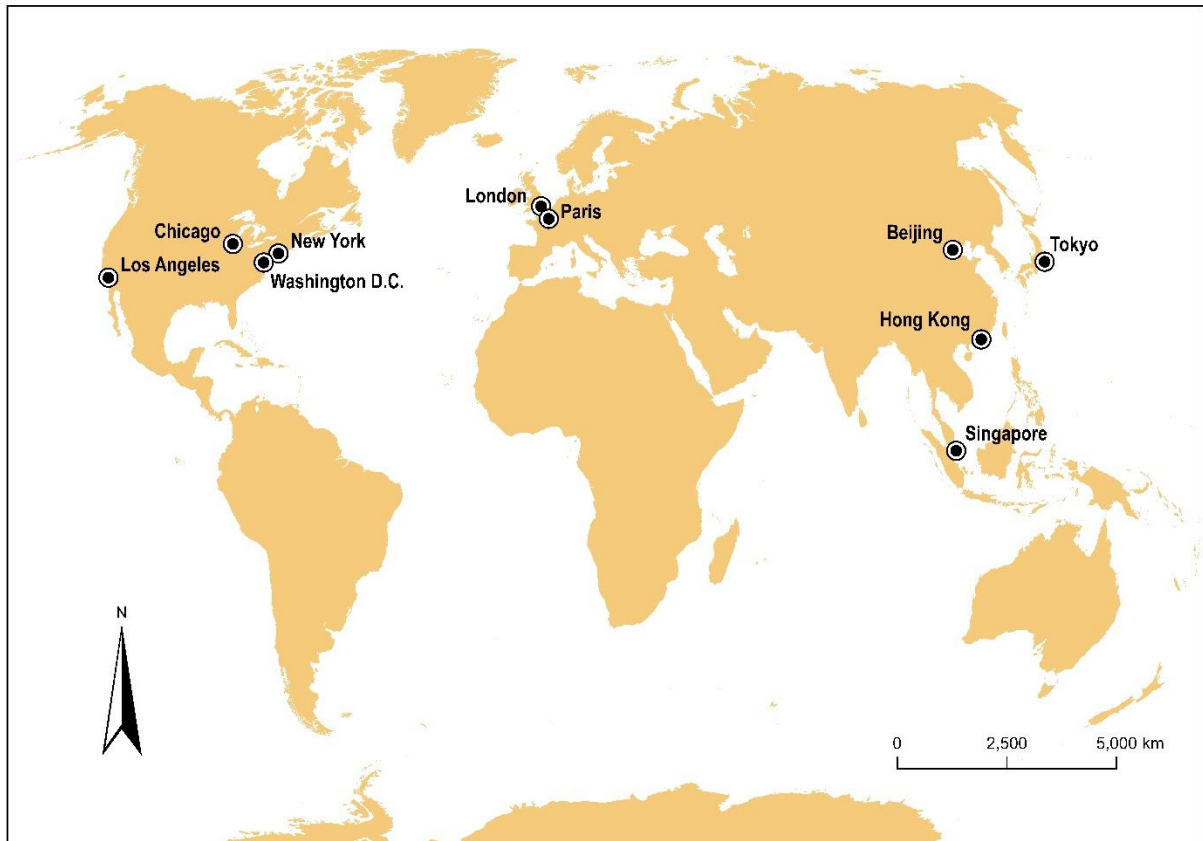 London
Paris
Chicago
New York
Los Angeles
Washington D.C.
Beijing
Tokyo
Hong Kong
Singapore
N
0 2,500 5,000 km